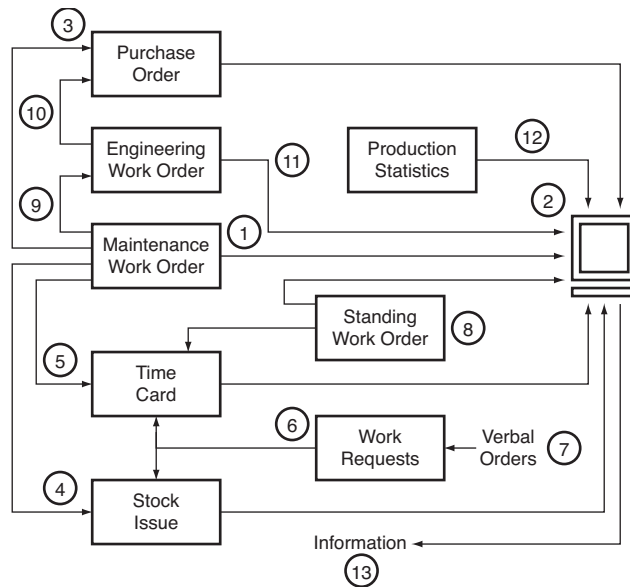 3
Purchase
Order
10
Engineering
Work Order
11
Production
Statistics
12
9
1
2
Maintenance
Work Order
Standing
Work Order
8
5
Time
Card
6
Work
Requests
Verbal
Orders
7
4
Stock
Issue
Information
13